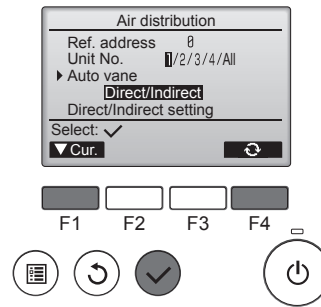 Air distribution
Ref. address 0
Unit No. 1/2/3/4/All
Auto vane
Direct/Indirect
Direct/Indirect setting
Select: ✓
▼Cur.
F1 F2 F3 F4